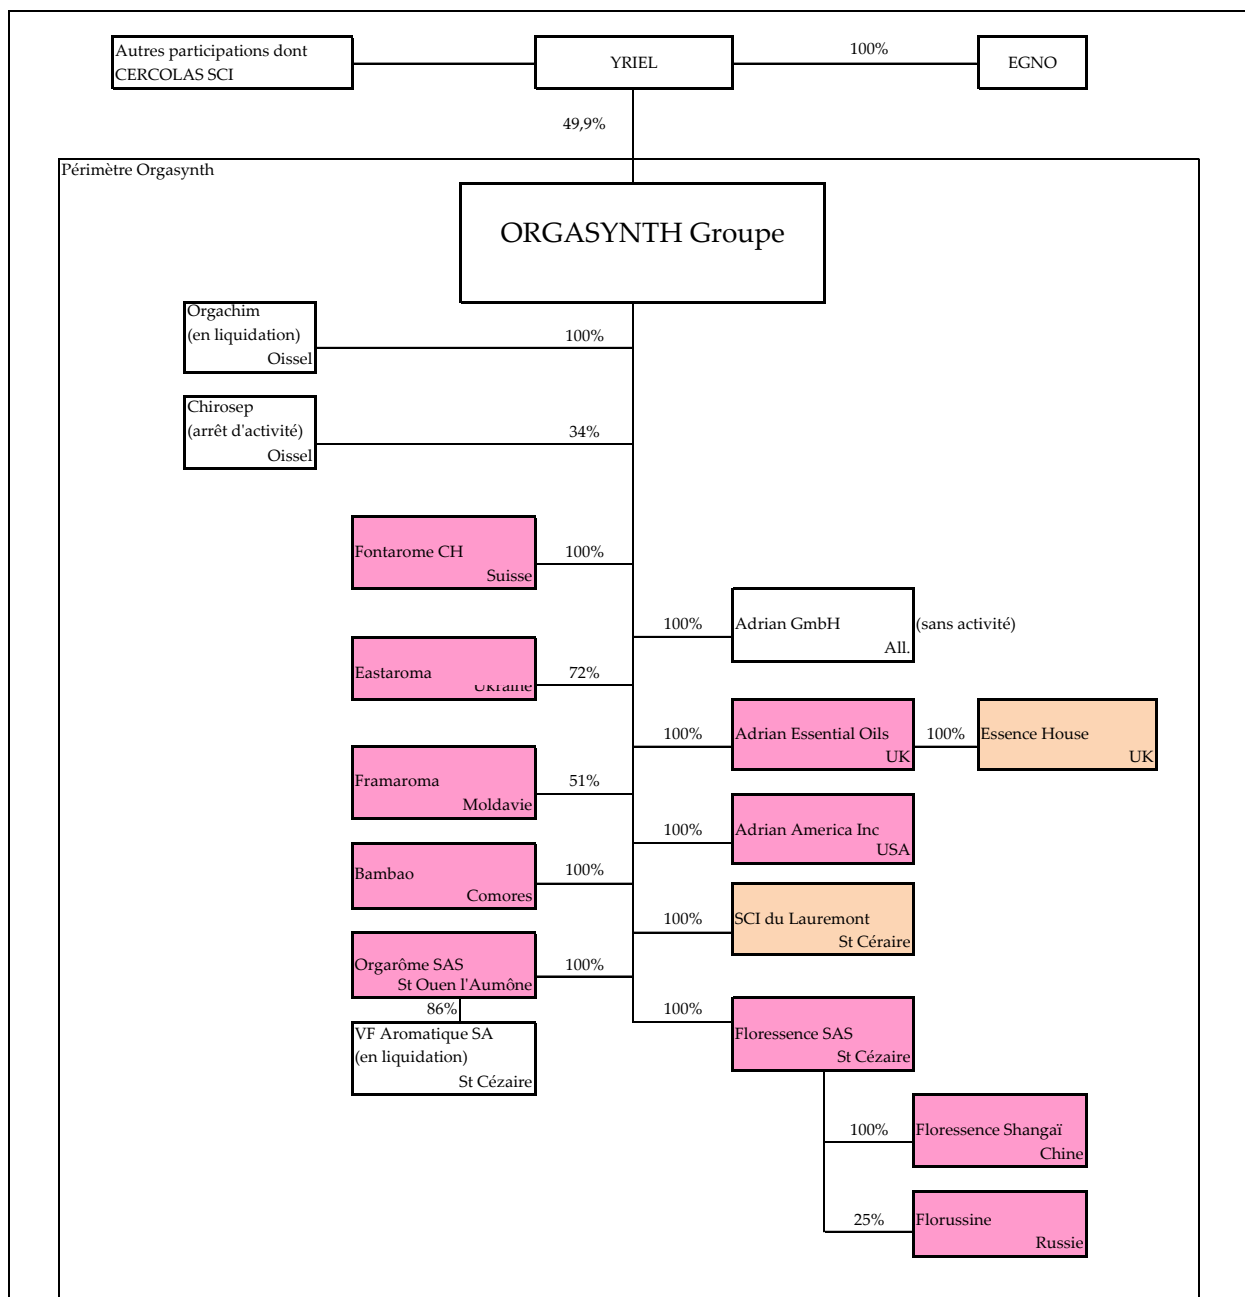 Autres participations dont
CERCOLAS SCI
YRIEL
100%
EGNO
49,9%
Périmètre Orgasynth
ORGASYNTH Groupe
Orgachim
(en liquidation)
Oissel
100%
Chirosep
(arrêt d'activité)
Oissel
34%
Fontarome CH
Suisse
100%
100%
Adrian GmbH
All.
(sans activité)
Eastaroma
Ukraine
72%
100%
Adrian Essential Oils
UK
100%
Essence House
UK
Framaroma
Moldavie
51%
100%
Adrian America Inc
USA
Bambao
Comores
100%
100%
SCI du Lauremont
St Céraire
Orgarôme SAS
St Ouen l'Aumône
100%
86%
VF Aromatique SA
(en liquidation)
St Cézaire
100%
Floressence SAS
St Cézaire
100%
Floressence Shangaï
Chine
25%
Florussine
Russie